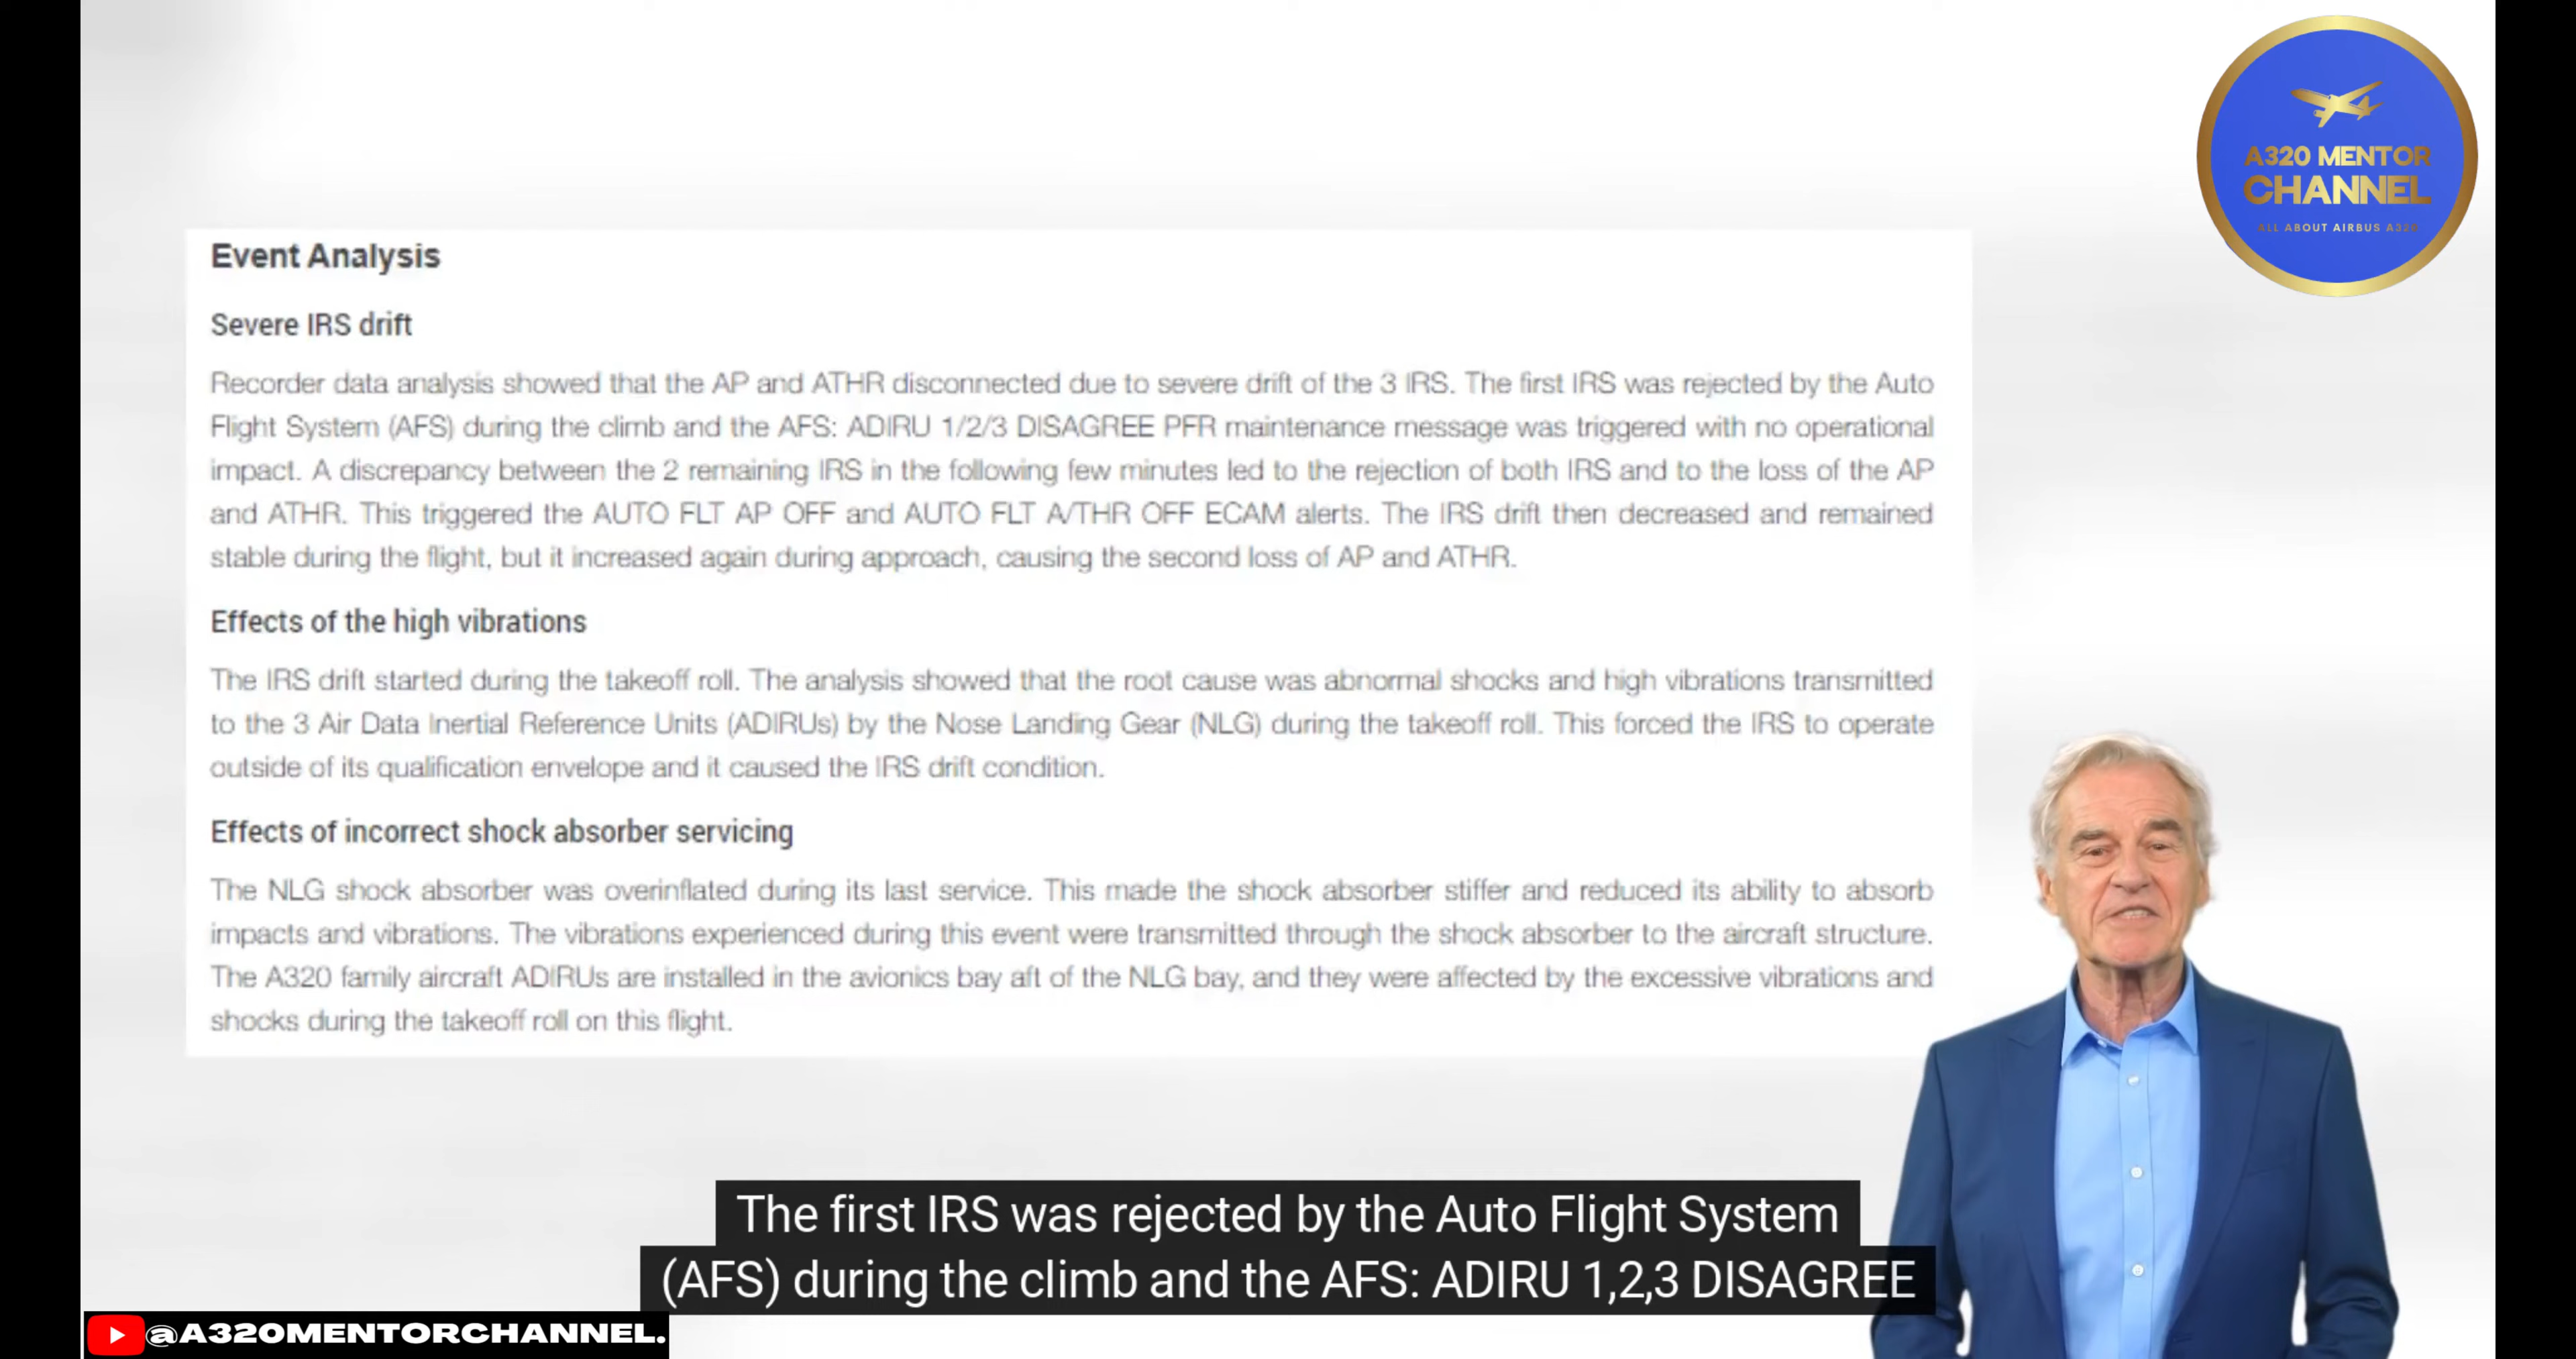 A320 MENTOR
CHANNEL
ALL ABOUT AIRBUS A320
Event Analysis
Severe IRS drift
Recorder data analysis showed that the AP and ATHR disconnected due to severe drift of the 3 IRS. The first IRS was rejected by the Auto
Flight System (AFS) during the climb and the AFS: ADIRU 1/2/3 DISAGREE PFR maintenance message was triggered with no operational
impact. A discrepancy between the 2 remaining IRS in the following few minutes led to the rejection of both IRS and to the loss of the AP
and ATHR. This triggered the AUTO FLT AP OFF and AUTO FLT A/THR OFF ECAM alerts. The IRS drift then decreased and remained
stable during the flight, but it increased again during approach, causing the second loss of AP and ATHR.
Effects of the high vibrations
The IRS drift started during the takeoff roll. The analysis showed that the root cause was abnormal shocks and high vibrations transmitted
to the 3 Air Data Inertial Reference Units (ADIRUs) by the Nose Landing Gear (NLG) during the takeoff roll. This forced the IRS to operate
outside of its qualification envelope and it caused the IRS drift condition.
Effects of incorrect shock absorber servicing
The NLG shock absorber was overinflated during its last service. This made the shock absorber stiffer and reduced its ability to absorb
impacts and vibrations. The vibrations experienced during this event were transmitted through the shock absorber to the aircraft structure.
The A320 family aircraft ADIRUs are installed in the avionics bay aft of the NLG bay, and they were affected by the excessive vibrations and
shocks during the takeoff roll on this flight.
The first IRS was rejected by the Auto Flight System
(AFS) during the climb and the AFS: ADIRU 1,2,3 DISAGREE
@A320MENTORCHANNEL.